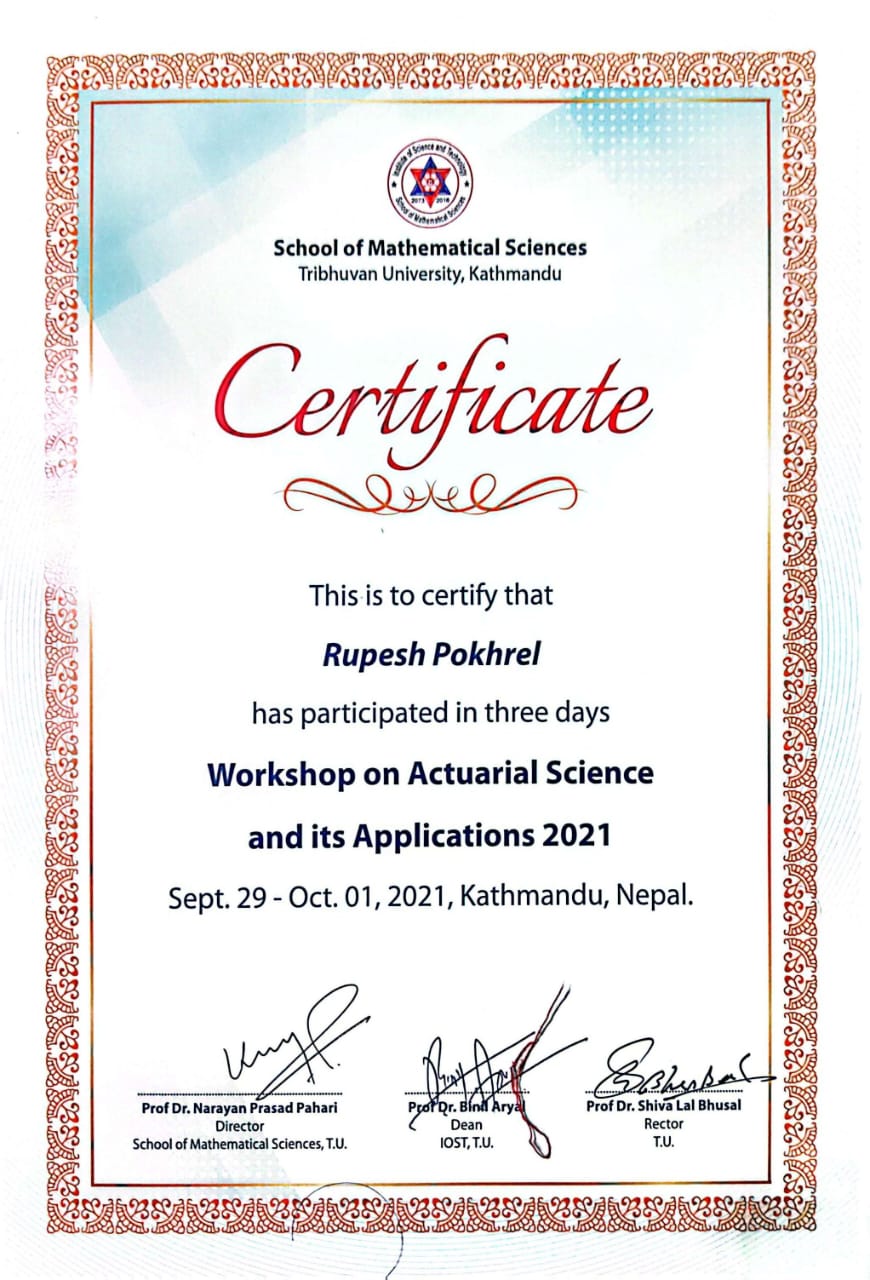 Institute of Science and Technology
2073 2016
School of Mathematical Sciences
School of Mathematical Sciences
Tribhuvan University, Kathmandu
Certificate
This is to certify that
Rupesh Pokhrel
has participated in three days
Workshop on Actuarial Science
and its Applications 2021
Sept. 29 - Oct. 01, 2021, Kathmandu, Nepal.
Prof Dr. Narayan Prasad Pahari
Director
School of Mathematical Sciences, T.U.
Prof Dr. Binil Aryal
Dean
IOST, T.U.
Prof Dr. Shiva Lal Bhusal
Rector
T.U.